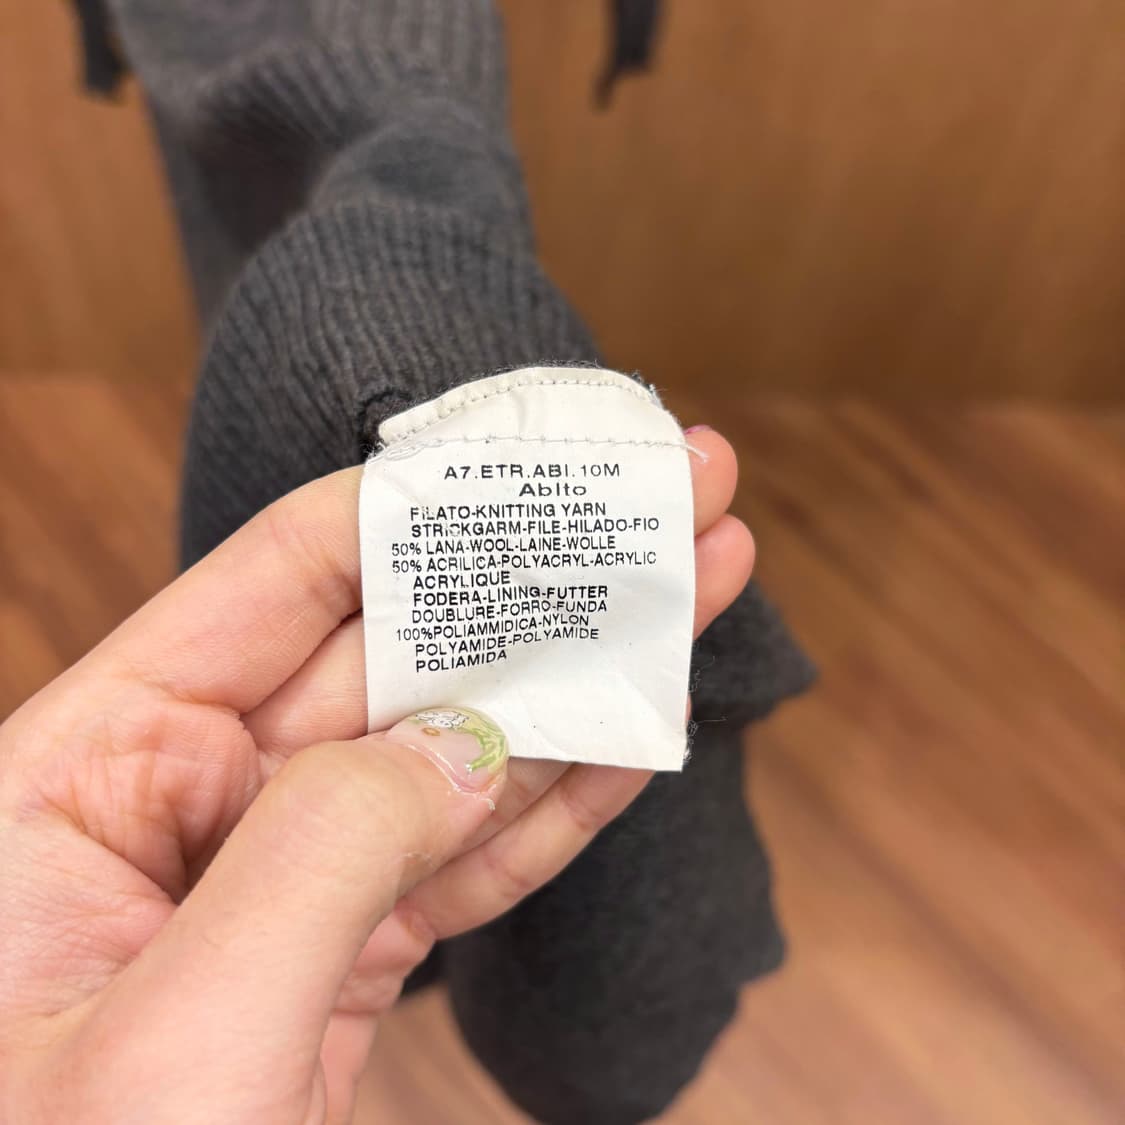 A7.ETR.ABI.10M
Abito
FILATO-KNITTING YARN
STRICKGARM-FILE-HILADO-FIO
50% LANA-WOOL-LAINE-WOLLE
50% ACRILICA-POLYACRYL-ACRYLIC
ACRYLIQUE
FODERA-LINING-FUTTER
DOUBLURE-FORRO-FUNDA
100%POLIAMMIDICA-NYLON
POLYAMIDE-POLYAMIDE
POLIAMIDA